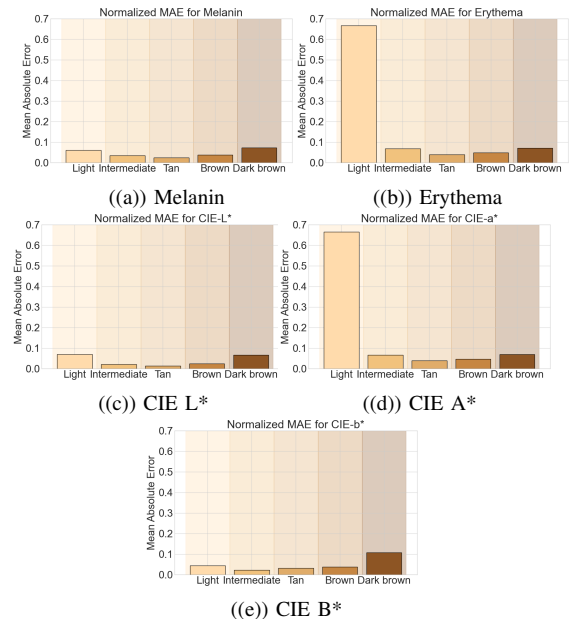 Normalized MAE for Melanin
Mean Absolute Error
0.7
0.6
0.5
0.4
0.3
0.2
0.1
0.0
Light Intermediate Tan Brown Dark brown
((a)) Melanin
Normalized MAE for Erythema
Mean Absolute Error
0.7
0.6
0.5
0.4
0.3
0.2
0.1
0.0
Light Intermediate Tan Brown Dark brown
((b)) Erythema
Normalized MAE for CIE-L*
Mean Absolute Error
0.7
0.6
0.5
0.4
0.3
0.2
0.1
0.0
Light Intermediate Tan Brown Dark brown
((c)) CIE L*
Normalized MAE for CIE-a*
Mean Absolute Error
0.7
0.6
0.5
0.4
0.3
0.2
0.1
0.0
Light Intermediate Tan Brown Dark brown
((d)) CIE A*
Normalized MAE for CIE-b*
Mean Absolute Error
0.7
0.6
0.5
0.4
0.3
0.2
0.1
0.0
Light Intermediate Tan Brown Dark brown
((e)) CIE B*